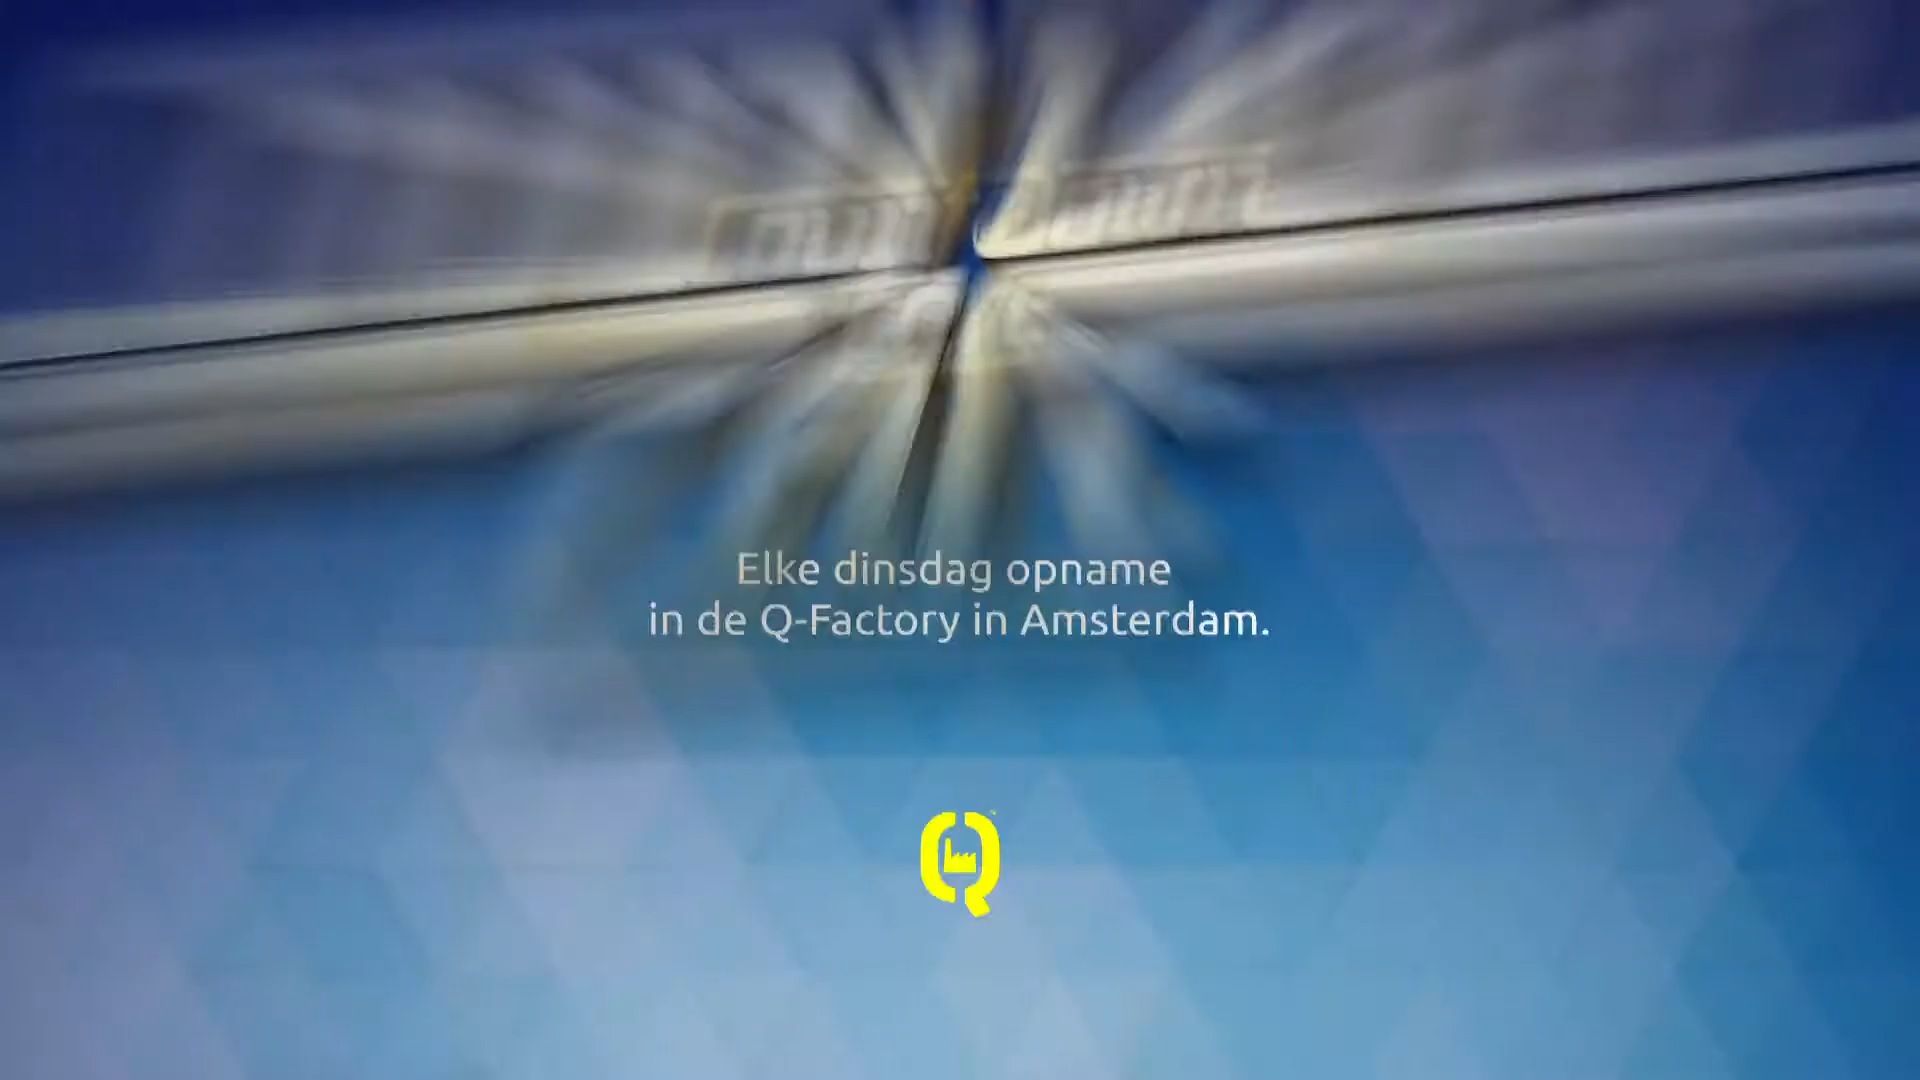 Elke dinsdag opname
in de Q-Factory in Amsterdam.